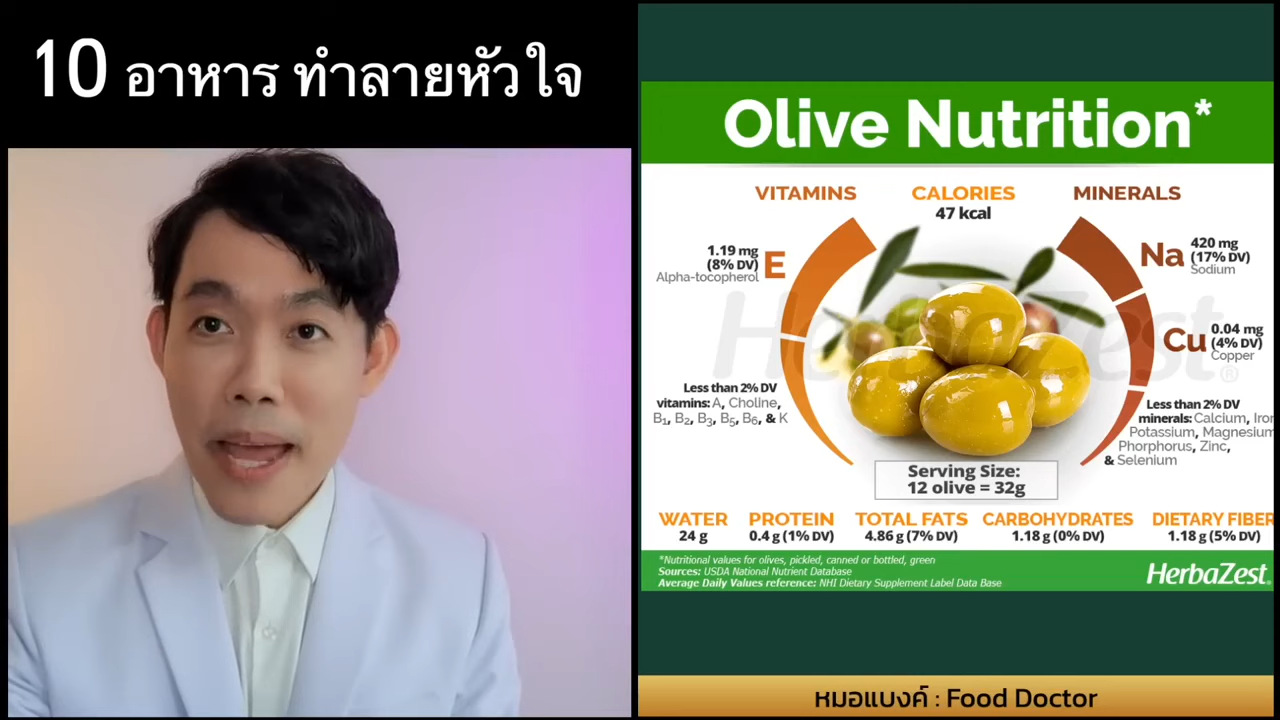 10 อาหาร ทำลายหัวใจ
Olive Nutrition*
VITAMINS
CALORIES
47 kcal
MINERALS
1.19 mg
(8% DV)
Alpha-tocopherol
E
Na
420 mg
(17% DV)
Sodium
Cu
0.04 mg
(4% DV)
Copper
HerbaZest®
Less than 2% DV
vitamins: A, Choline,
B1, B2, B3, B5, B6, & K
Less than 2% DV
minerals: Calcium, Iron
Potassium, Magnesium
Phorphorus, Zinc,
& Selenium
Serving Size:
12 olive = 32g
WATER
24 g
PROTEIN
0.4 g (1% DV)
TOTAL FATS
4.86 g (7% DV)
CARBOHYDRATES
1.18 g (0% DV)
DIETARY FIBER
1.18 g (5% DV)
*Nutritional values for olives, pickled, canned or bottled, green
Sources: USDA National Nutrient Database
Average Daily Values reference: NHI Dietary Supplement Label Data Base
HerbaZest®
หมอแบงค์ : Food Doctor